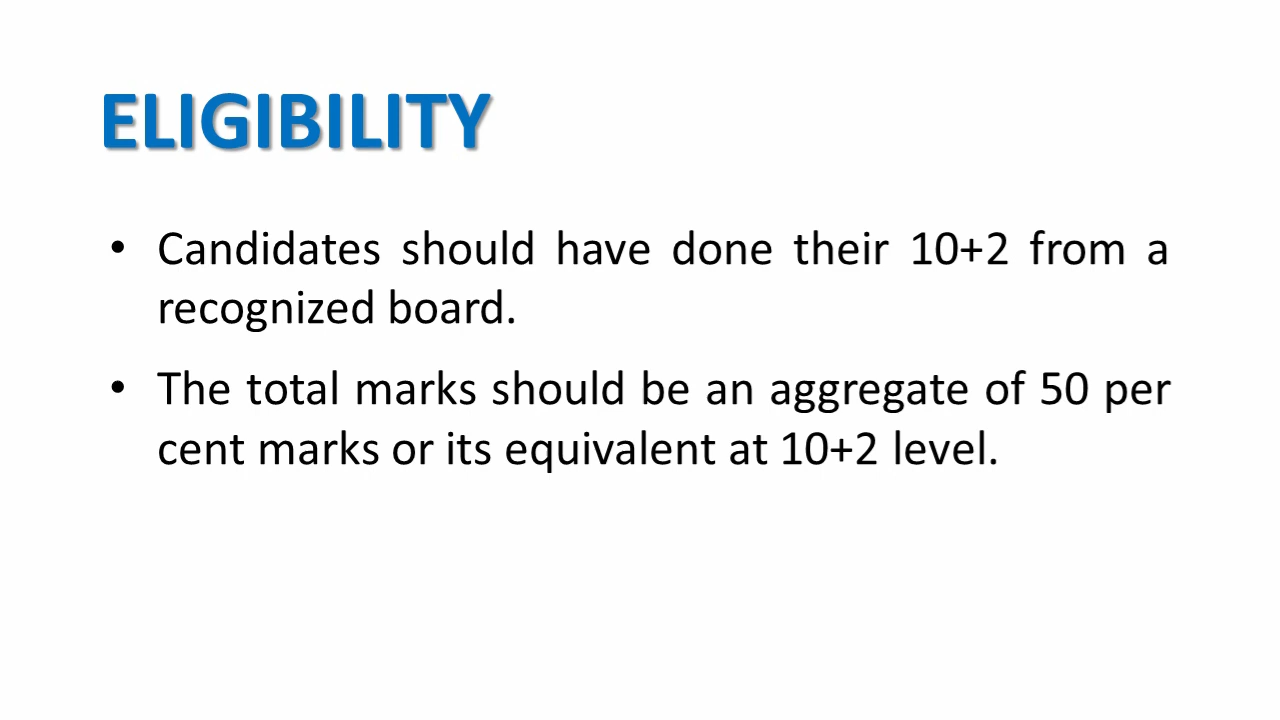 ELIGIBILITY
• Candidates should have done their 10+2 from a
recognized board.
• The total marks should be an aggregate of 50 per
cent marks or its equivalent at 10+2 level.